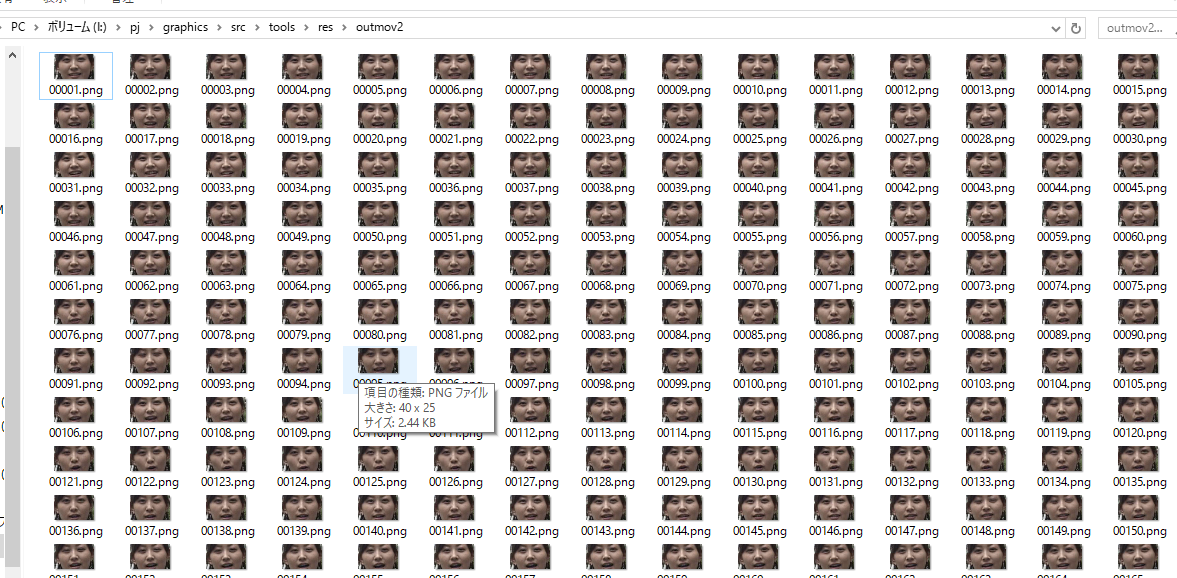 PC > ボリューム (I:) > pj > graphics > src > tools > res > outmov2
outmov2...
00001.png 00002.png 00003.png 00004.png 00005.png 00006.png 00007.png 00008.png 00009.png 00010.png 00011.png 00012.png 00013.png 00014.png 00015.png
00016.png 00017.png 00018.png 00019.png 00020.png 00021.png 00022.png 00023.png 00024.png 00025.png 00026.png 00027.png 00028.png 00029.png 00030.png
00031.png 00032.png 00033.png 00034.png 00035.png 00036.png 00037.png 00038.png 00039.png 00040.png 00041.png 00042.png 00043.png 00044.png 00045.png
00046.png 00047.png 00048.png 00049.png 00050.png 00051.png 00052.png 00053.png 00054.png 00055.png 00056.png 00057.png 00058.png 00059.png 00060.png
00061.png 00062.png 00063.png 00064.png 00065.png 00066.png 00067.png 00068.png 00069.png 00070.png 00071.png 00072.png 00073.png 00074.png 00075.png
00076.png 00077.png 00078.png 00079.png 00080.png 00081.png 00082.png 00083.png 00084.png 00085.png 00086.png 00087.png 00088.png 00089.png 00090.png
00091.png 00092.png 00093.png 00094.png 00095.png 00096.png 00097.png 00098.png 00099.png 00100.png 00101.png 00102.png 00103.png 00104.png 00105.png
項目の種類: PNG ファイル
大きさ: 40 x 25
サイズ: 2.44 KB
00106.png 00107.png 00108.png 00109.png 00110.png 00111.png 00112.png 00113.png 00114.png 00115.png 00116.png 00117.png 00118.png 00119.png 00120.png
00121.png 00122.png 00123.png 00124.png 00125.png 00126.png 00127.png 00128.png 00129.png 00130.png 00131.png 00132.png 00133.png 00134.png 00135.png
00136.png 00137.png 00138.png 00139.png 00140.png 00141.png 00142.png 00143.png 00144.png 00145.png 00146.png 00147.png 00148.png 00149.png 00150.png